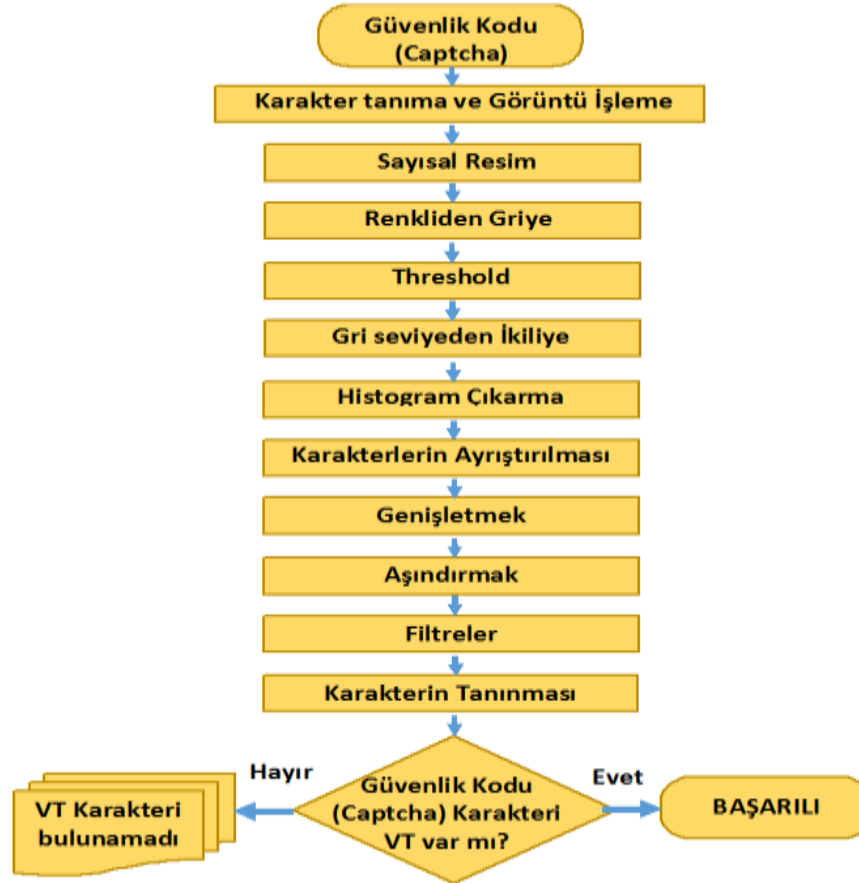 Güvenlik Kodu
(Captcha)
Karakter tanıma ve Görüntü İşleme
Sayısal Resim
Renkliden Griye
Threshold
Gri seviyeden İkiliye
Histogram Çıkarma
Karakterlerin Ayrıştırılması
Genişletmek
Aşındırmak
Filtreler
Karakterin Tanınması
Hayır
Güvenlik Kodu
(Captcha) Karakteri
VT var mı?
Evet
VT Karakteri
bulunamadı
BAŞARILI